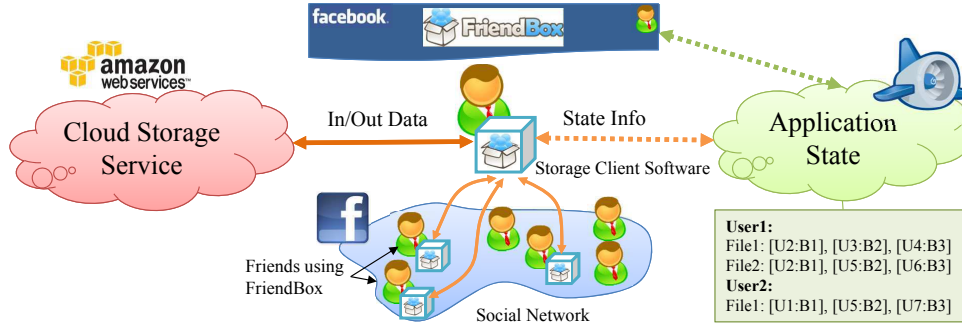 facebook.
FriendBox
amazon
webservices™
Cloud Storage
Service
In/Out Data
State Info
Application
State
Storage Client Software
f
Friends using
FriendBox
Social Network
User1:
File1: [U2:B1], [U3:B2], [U4:B3]
File2: [U2:B1], [U5:B2], [U6:B3]
User2:
File1: [U1:B1], [U5:B2], [U7:B3]